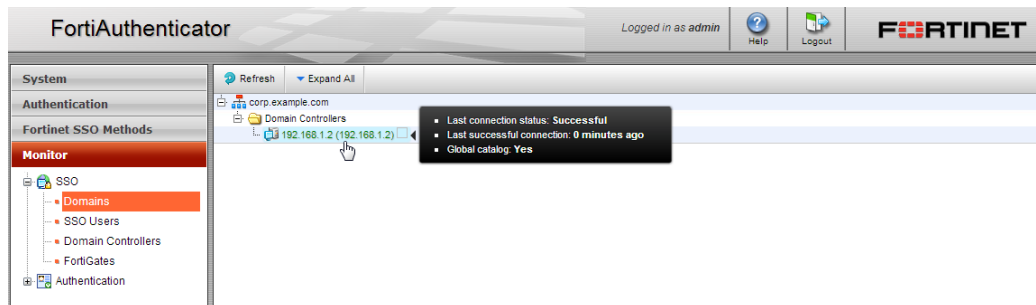 FortiAuthenticator
Logged in as admin
Help
Logout
FORTINET
System
Authentication
Fortinet SSO Methods
Monitor
SSO
Domains
SSO Users
Domain Controllers
FortiGates
Authentication
Refresh
Expand All
corp.example.com
Domain Controllers
192.168.1.2 (192.168.1.2)
Last connection status: Successful
Last successful connection: 0 minutes ago
Global catalog: Yes